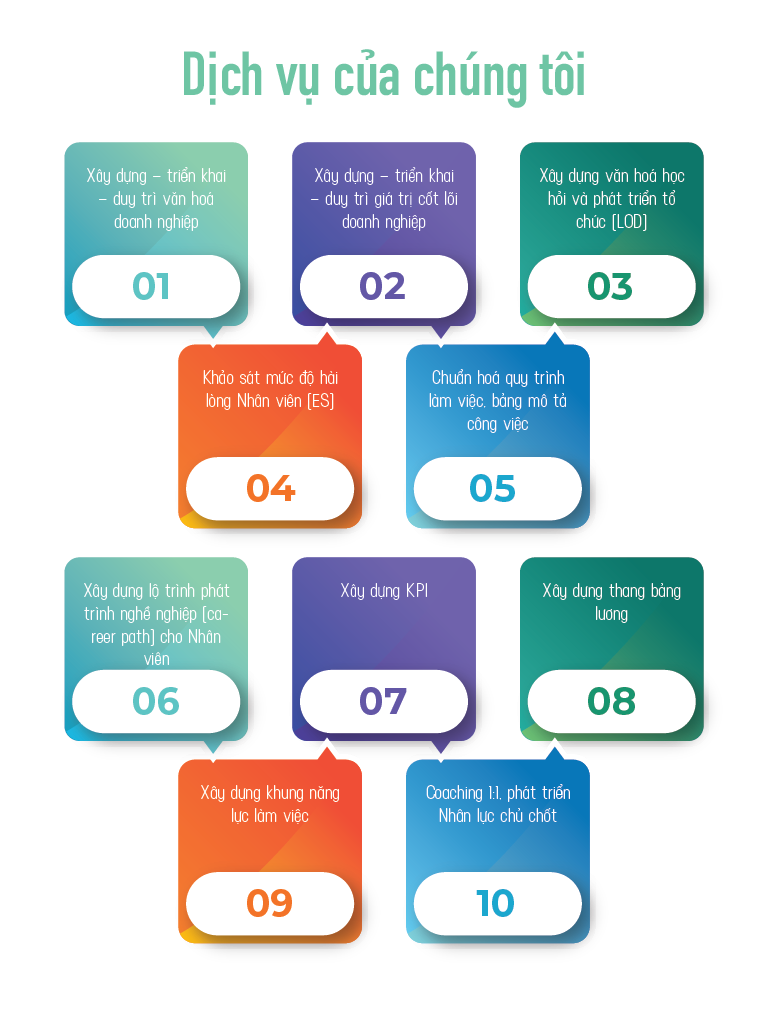 Dịch vụ của chúng tôi
Xây dựng – triển khai
– duy trì văn hoá
doanh nghiệp
01
Xây dựng – triển khai
– duy trì giá trị cốt lõi
doanh nghiệp
02
Xây dựng văn hoá học
hỏi và phát triển tổ
chức (LOD)
03
Khảo sát mức độ hài
lòng Nhân viên (ES)
04
Chuẩn hoá quy trình
làm việc, bảng mô tả
công việc
05
Xây dựng lộ trình phát
trình nghề nghiệp (ca-
reer path) cho Nhân
viên
06
Xây dựng KPI
07
Xây dựng thang bảng
lương
08
Xây dựng khung năng
lực làm việc
09
Coaching 1:1, phát triển
Nhân lực chủ chốt
10